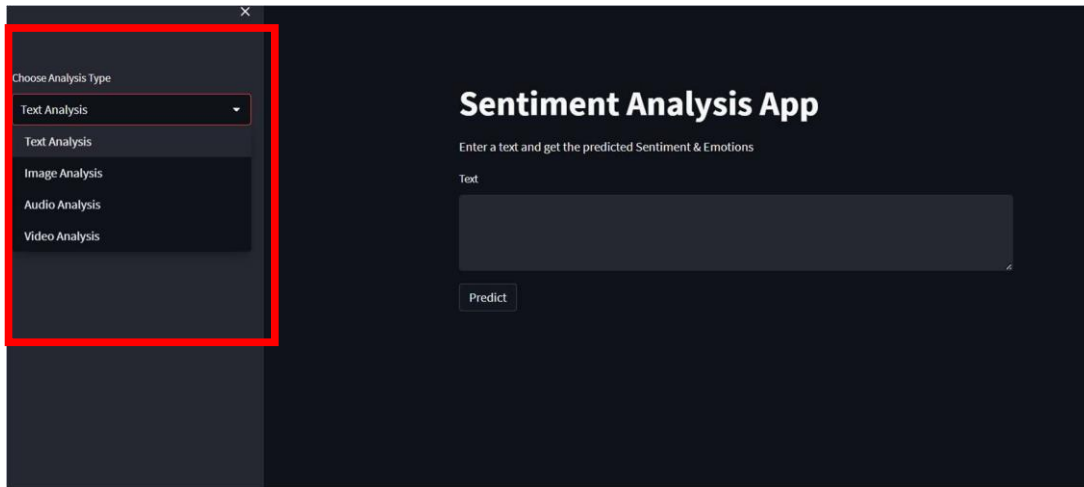 Choose Analysis Type
Text Analysis
Text Analysis
Image Analysis
Audio Analysis
Video Analysis
Sentiment Analysis App
Enter a text and get the predicted Sentiment & Emotions
Text
Predict